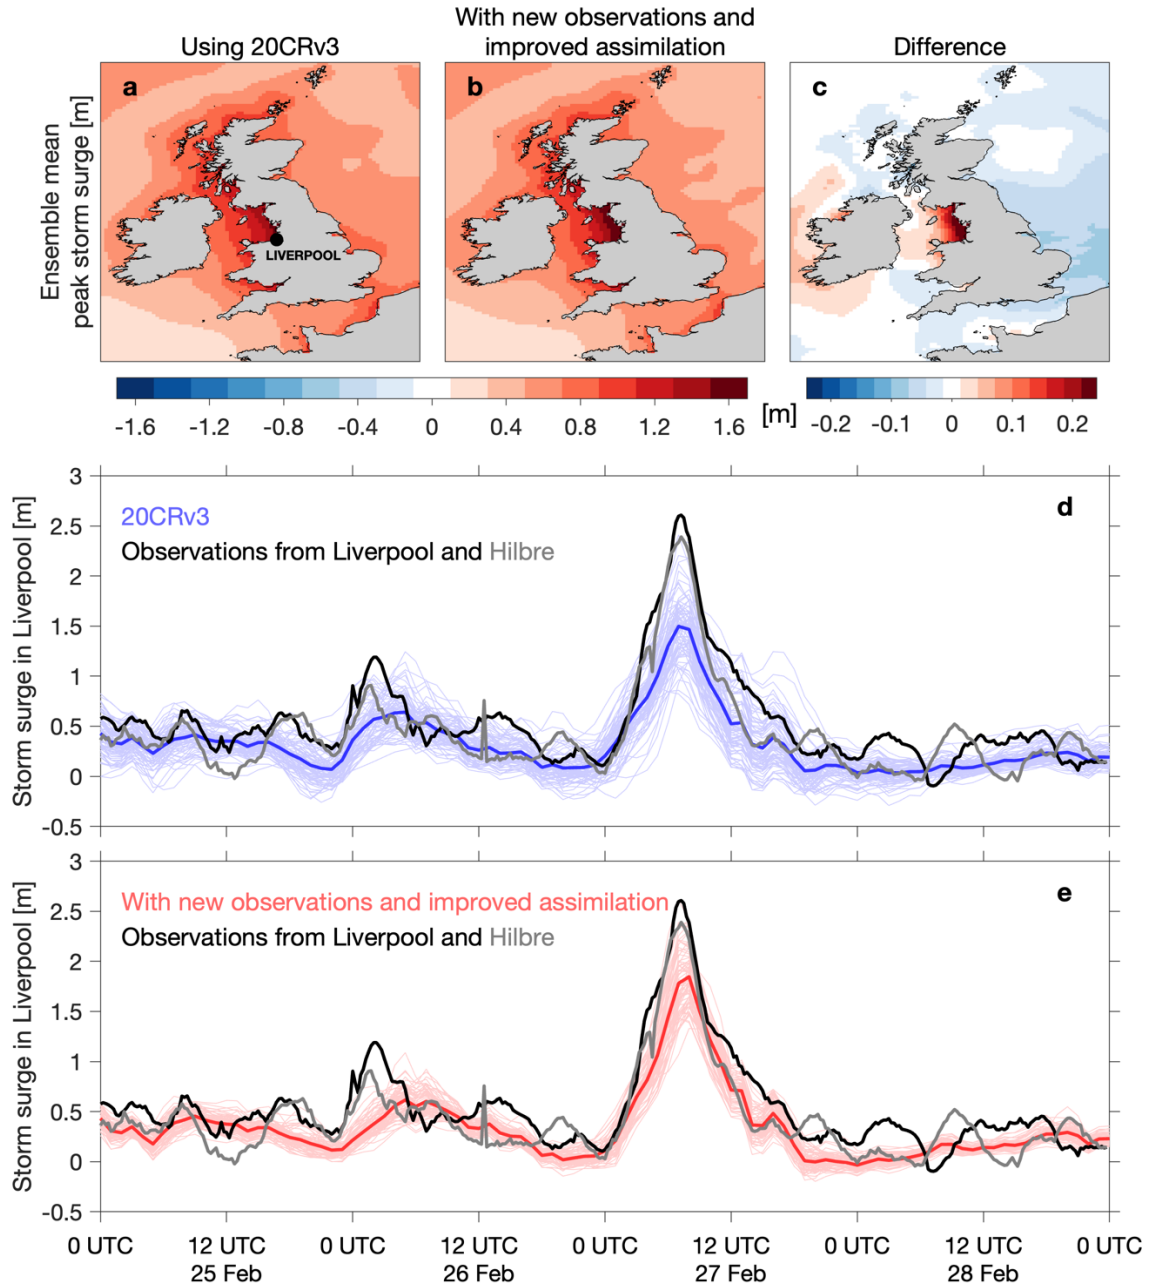 Using 20CRv3
With new observations and
improved assimilation
Difference
Ensemble mean
peak storm surge [m]
a
b
c
LIVERPOOL
-1.6 -1.2 -0.8 -0.4 0 0.4 0.8 1.2 1.6
[m]
-0.2 -0.1 0 0.1 0.2
Storm surge in Liverpool [m]
3
2.5
2
1.5
1
0.5
0
-0.5
20CRv3
Observations from Liverpool and Hilbre
d
Storm surge in Liverpool [m]
3
2.5
2
1.5
1
0.5
0
-0.5
With new observations and improved assimilation
Observations from Liverpool and Hilbre
e
0 UTC 12 UTC 0 UTC 12 UTC 0 UTC 12 UTC 0 UTC 12 UTC 0 UTC
25 Feb 26 Feb 27 Feb 28 Feb